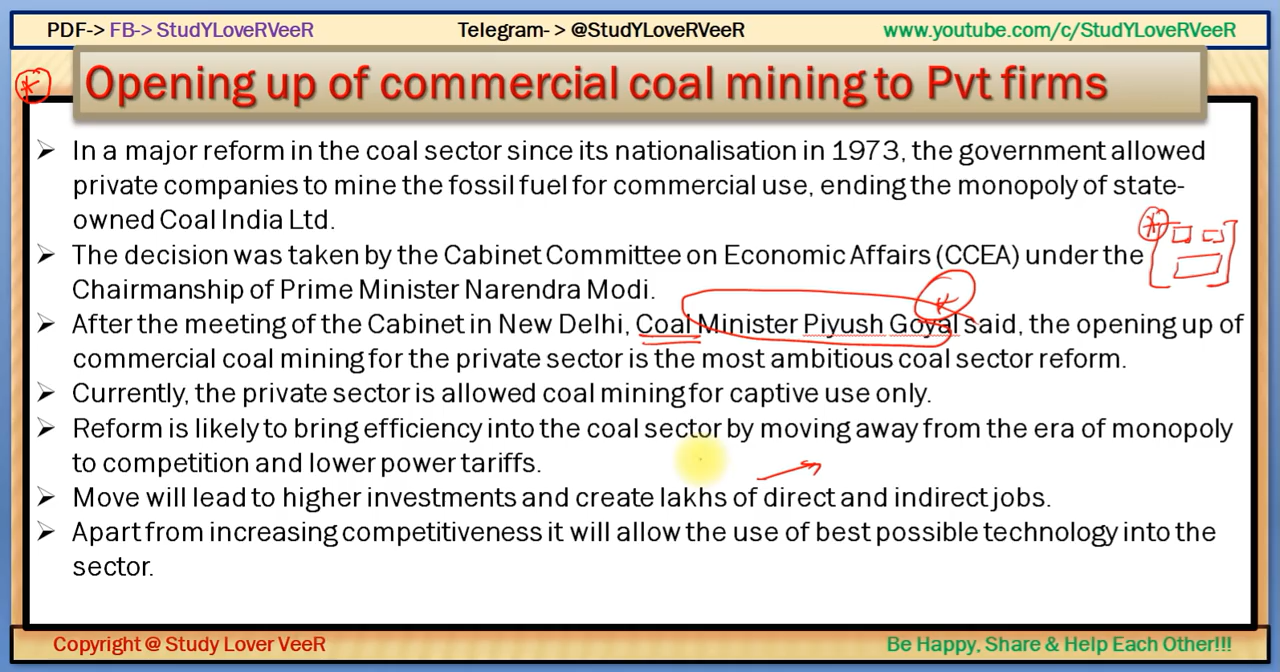 PDF-> FB-> StudYLoveRVeeR Telegram- > @StudYLoveRVeeR www.youtube.com/c/StudYLoveRVeeR
Opening up of commercial coal mining to Pvt firms
➢ In a major reform in the coal sector since its nationalisation in 1973, the government allowed
private companies to mine the fossil fuel for commercial use, ending the monopoly of state-
owned Coal India Ltd.
➢ The decision was taken by the Cabinet Committee on Economic Affairs (CCEA) under the
Chairmanship of Prime Minister Narendra Modi.
➢ After the meeting of the Cabinet in New Delhi, Coal Minister Piyush Goyal said, the opening up of
commercial coal mining for the private sector is the most ambitious coal sector reform.
➢ Currently, the private sector is allowed coal mining for captive use only.
➢ Reform is likely to bring efficiency into the coal sector by moving away from the era of monopoly
to competition and lower power tariffs.
➢ Move will lead to higher investments and create lakhs of direct and indirect jobs.
➢ Apart from increasing competitiveness it will allow the use of best possible technology into the
sector.
Copyright @ Study Lover VeeR Be Happy, Share & Help Each Other!!!